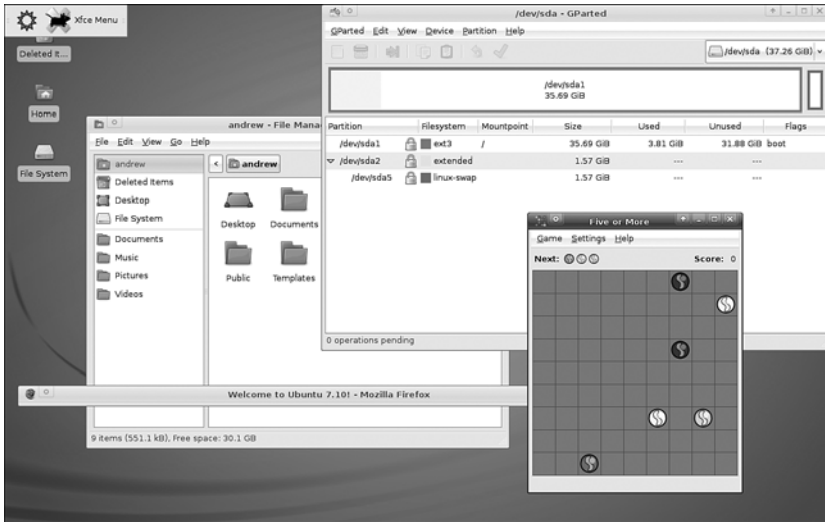 Xfce Menu
Deleted It...
Home
File System
/dev/sda - GParted
GParted Edit View Device Partition Help
/dev/sda (37.26 GiB)
/dev/sda1
35.69 GiB
Partition Filesystem Mountpoint Size Used Unused Flags
/dev/sda1 ext3 / 35.69 GiB 3.81 GiB 31.88 GiB boot
/dev/sda2 extended 1.57 GiB --- ---
/dev/sda5 linux-swap 1.57 GiB --- ---
0 operations pending
andrew - File Mana
File Edit View Go Help
andrew
Deleted Items
Desktop
File System
Documents
Music
Pictures
Videos
andrew
Desktop Documents
Public Templates
9 items (551.1 kB), Free space: 30.1 GB
Welcome to Ubuntu 7.10! - Mozilla Firefox
Five or More
Game Settings Help
Next: Score: 0